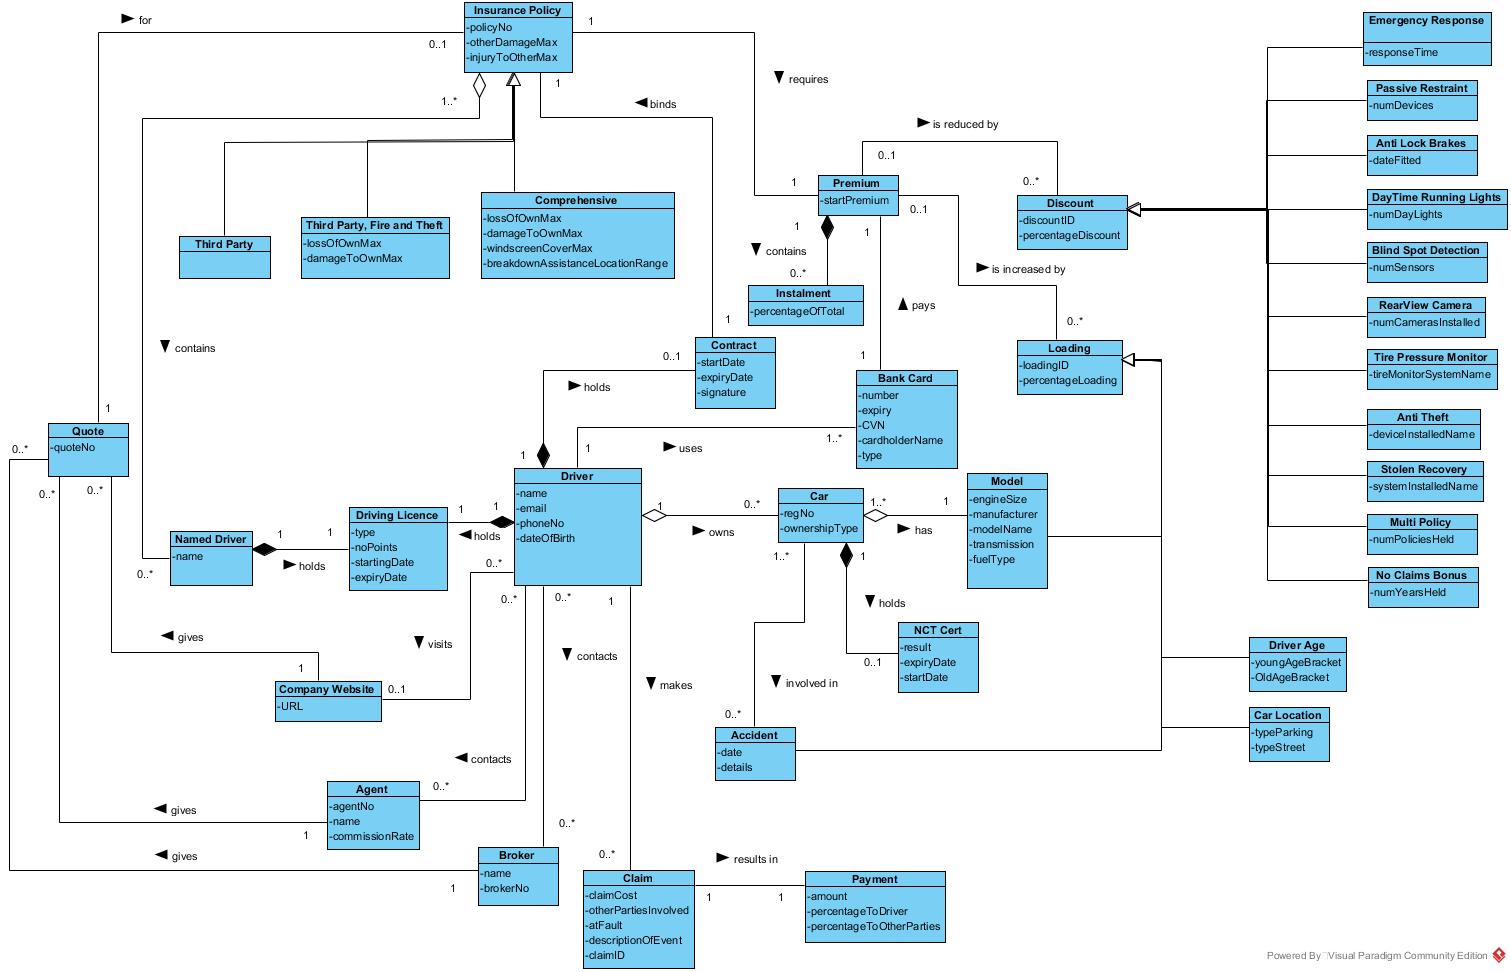 Insurance Policy
-policyNo
-otherDamageMax
-injuryToOtherMax
for
0..1
1
1..*
1
binds
requires
Third Party
Third Party, Fire and Theft
-lossOfOwnMax
-damageToOwnMax
Comprehensive
-lossOfOwnMax
-damageToOwnMax
-windscreenCoverMax
-breakdownAssistanceLocationRange
is reduced by
0..1
0..*
1
Premium
-startPremium
0..1
1
1
contains
0..*
Instalment
-percentageOfTotal
Discount
-discountID
-percentageDiscount
is increased by
0..*
pays
1
Loading
-loadingID
-percentageLoading
Emergency Response
-responseTime
Passive Restraint
-numDevices
Anti Lock Brakes
-dateFitted
DayTime Running Lights
-numDayLights
Blind Spot Detection
-numSensors
RearView Camera
-numCamerasInstalled
Tire Pressure Monitor
-tireMonitorSystemName
Anti Theft
-deviceInstalledName
Stolen Recovery
-systemInstalledName
Multi Policy
-numPoliciesHeld
No Claims Bonus
-numYearsHeld
contains
1
0..1
Contract
-startDate
-expiryDate
-signature
holds
1
1
uses
1..*
Bank Card
-number
-expiry
-CVN
-cardholderName
-type
1
Quote
-quoteNo
0..*
0..*
0..*
Named Driver
-name
0..*
1
1
holds
Driving Licence
-type
-noPoints
-startingDate
-expiryDate
1
1
holds
Driver
-name
-email
-phoneNo
-dateOfBirth
1
0..*
owns
Car
-regNo
-ownershipType
1..*
1
has
Model
-engineSize
-manufacturer
-modelName
-transmission
-fuelType
1..*
1
holds
0..1
NCT Cert
-result
-expiryDate
-startDate
involved in
0..*
Accident
-date
-details
Driver Age
-youngAgeBracket
-OldAgeBracket
Car Location
-typeParking
-typeStreet
0..*
0..*
0..*
1
gives
visits
contacts
makes
1
0..1
Company Website
-URL
contacts
0..*
Agent
-agentNo
-name
-commissionRate
gives
1
0..*
gives
1
Broker
-name
-brokerNo
0..*
Claim
-claimCost
-otherPartiesInvolved
-atFault
-descriptionOfEvent
-claimID
results in
1
1
Payment
-amount
-percentageToDriver
-percentageToOtherParties
Powered By Visual Paradigm Community Edition